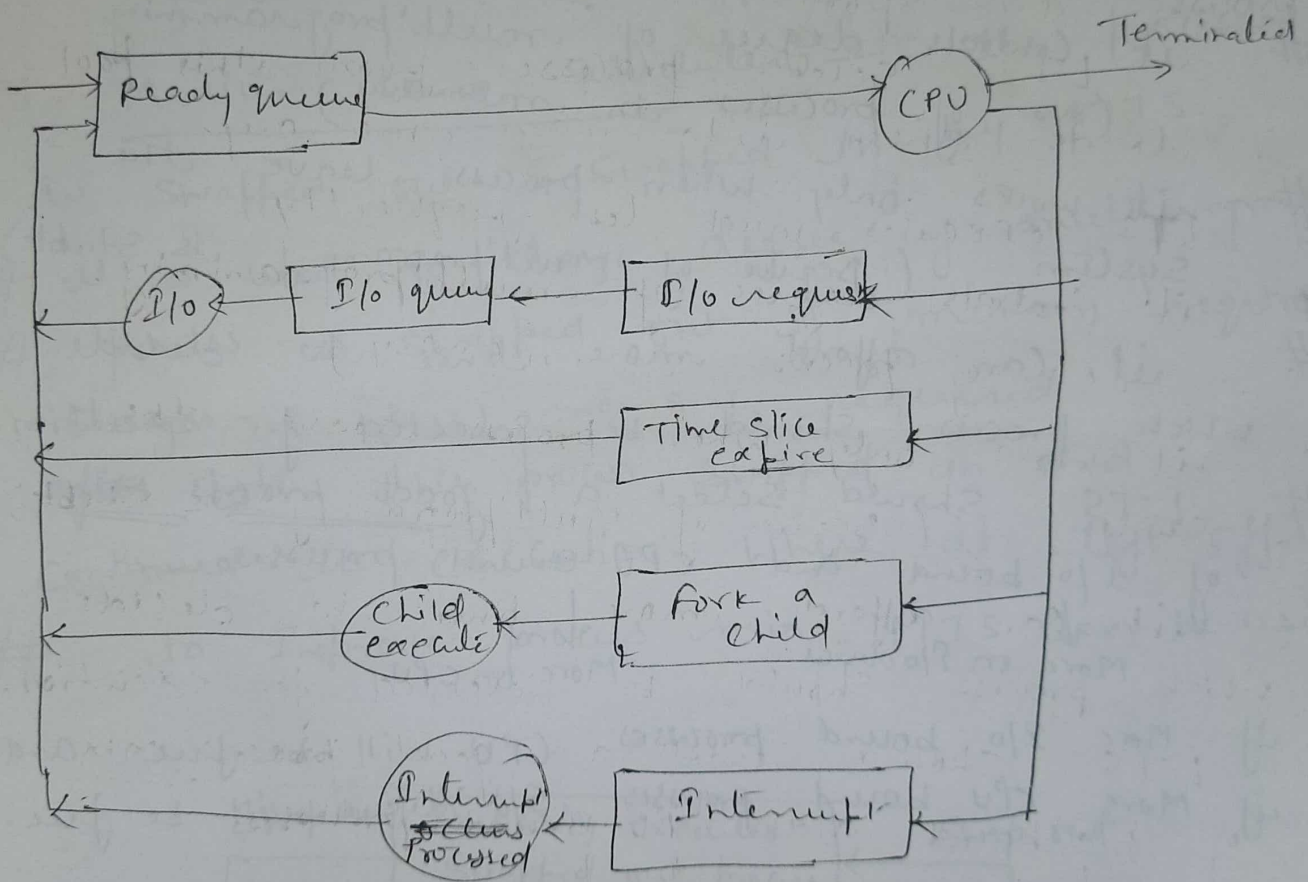 Terminated
Ready queue
CPU
I/o
I/o queue
I/o request
Time slice
expire
Child
execute
Fork a
child
Interrupt
Processed
Interrupt